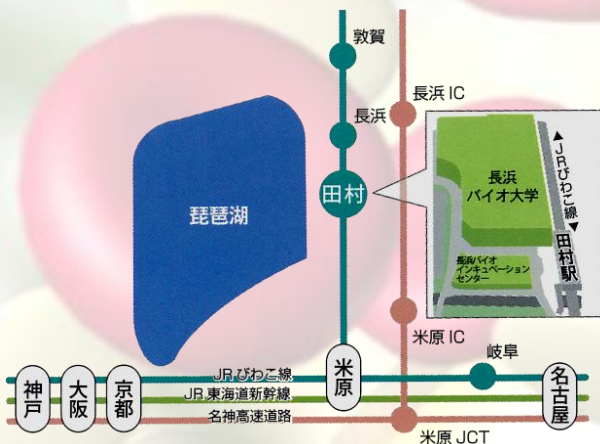 敦賀
長浜 IC
長浜
田村
琵琶湖
長浜
バイオ大学
▲JRびわこ線▼
田村駅
長浜バイオ
インキュベーション
センター
米原 IC
岐阜
米原
JRびわこ線
JR東海道新幹線
名神高速道路
神戸
大阪
京都
名古屋
米原 JCT